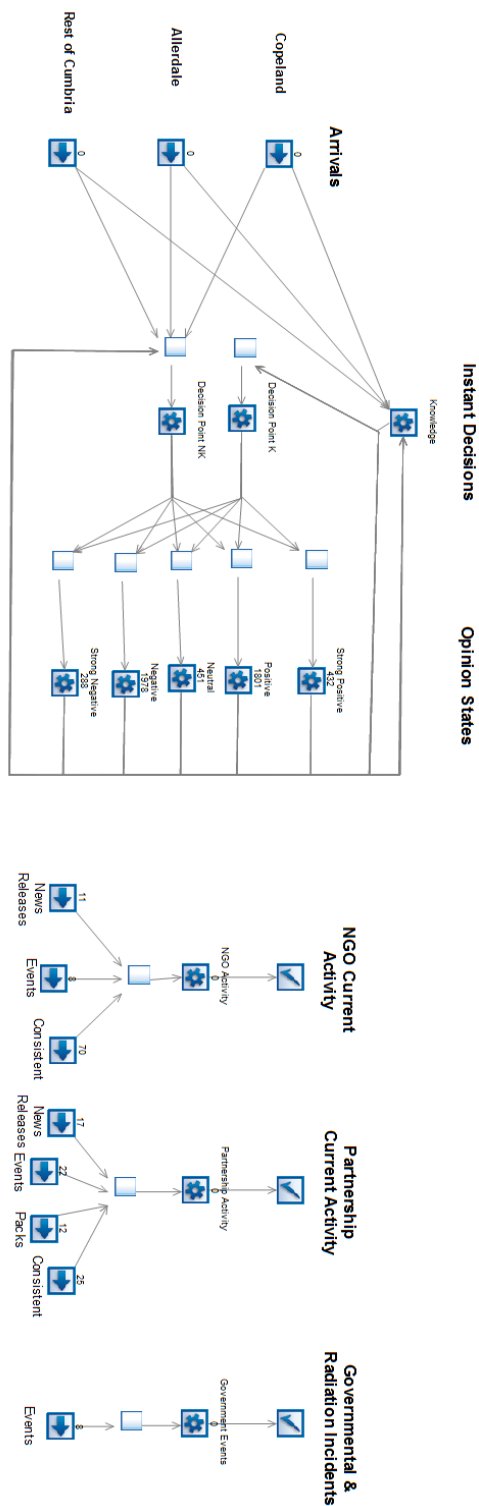 Arrivals
Copeland
0
Allerdale
0
Rest of Cumbria
0
Instant Decisions
Knowledge
Decision Point K
Decision Point NK
Opinion States
Strong Positive
432
Positive
1801
Neutral
451
Negative
1978
Strong Negative
288
NGO Current
Activity
NGO Activity
0
11
News
Releases
8
Events
70
Consistent
Partnership
Current Activity
Partnership Activity
0
17
News
Releases
22
Events
12
Packs
25
Consistent
Governmental &
Radiation Incidents
Government Events
0
8
Events